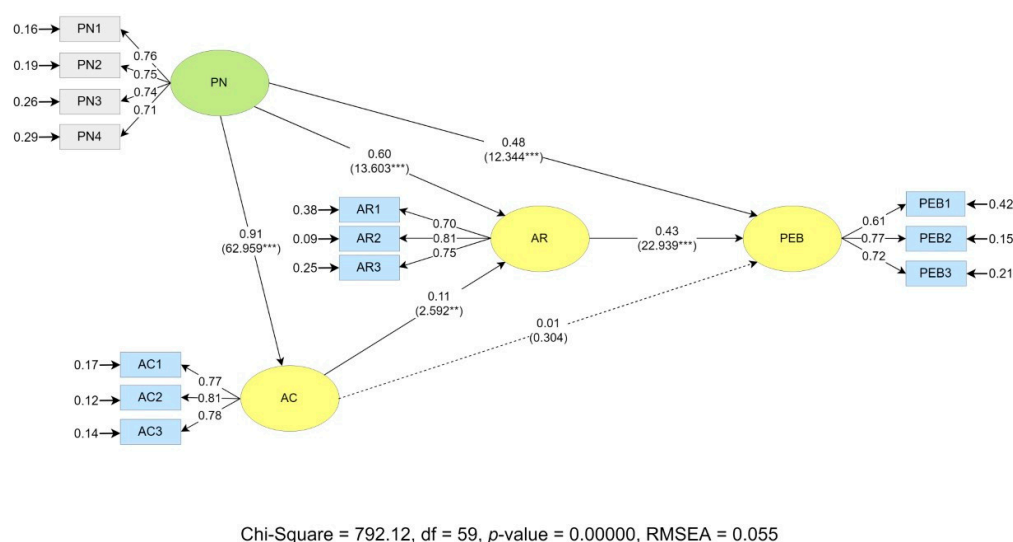 0.16
PN1
0.76
0.19
PN2
0.75
PN
0.26
PN3
0.74
0.29
PN4
0.71
0.48
(12.344***)
0.60
(13.603***)
0.91
(62.959***)
0.38
AR1
0.70
0.09
AR2
0.81
0.25
AR3
0.75
AR
0.43
(22.939***)
PEB
0.61
PEB1
0.42
0.77
PEB2
0.15
0.72
PEB3
0.21
0.11
(2.592**)
0.01
(0.304)
0.17
AC1
0.77
0.12
AC2
0.81
0.14
AC3
0.78
AC
Chi-Square = 792.12, df = 59, p-value = 0.00000, RMSEA = 0.055